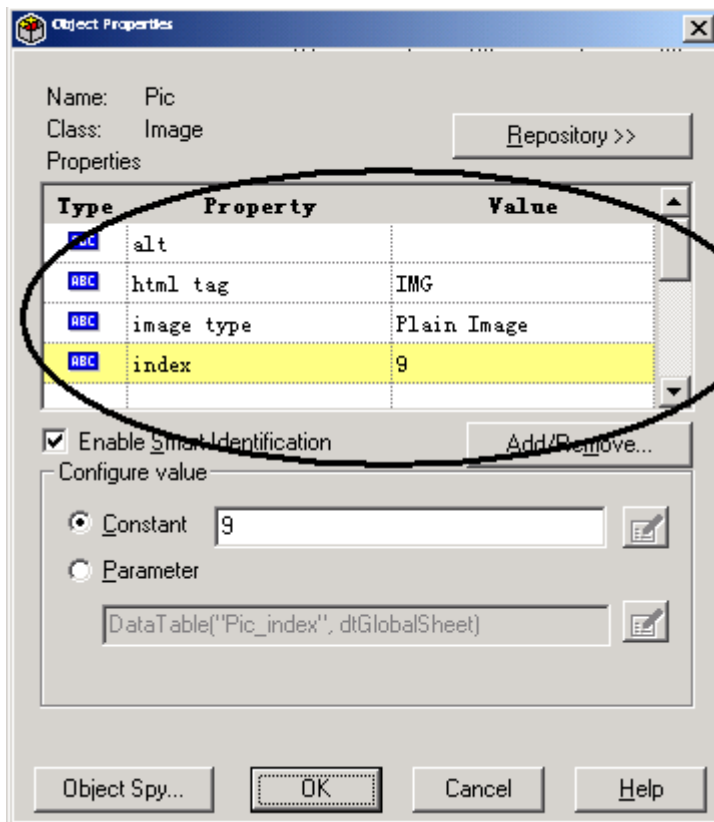 Object Properties
Name: Pic
Class: Image
Repository >>
Properties
Type Property Value
ABC alt
ABC html tag IMG
ABC image type Plain Image
ABC index 9
Enable Smart Identification Add/Remove...
Configure value
Constant 9
Parameter
DataTable("Pic_index", dtGlobalSheet)
Object Spy... OK Cancel Help